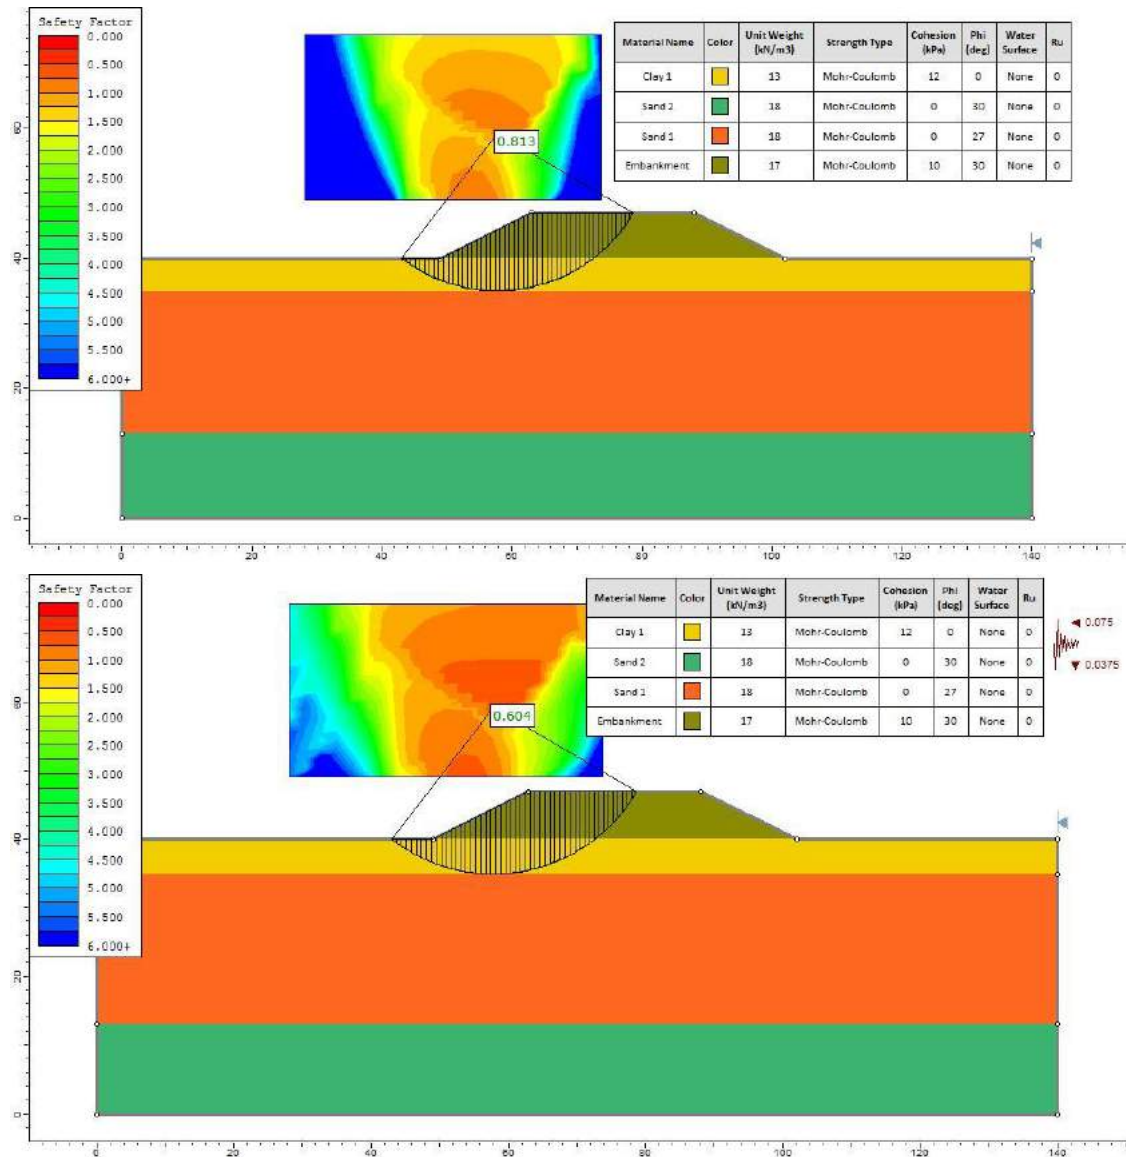 Safety Factor
0.000
0.500
1.000
1.500
2.000
2.500
3.000
3.500
4.000
4.500
5.000
5.500
6.000+
0.813
Material Name Color Unit Weight (kN/m3) Strength Type Cohesion (kPa) Phi (deg) Water Surface Ru
Clay 1 13 Mohr-Coulomb 12 0 None 0
Sand 2 18 Mohr-Coulomb 0 30 None 0
Sand 1 18 Mohr-Coulomb 0 27 None 0
Embankment 17 Mohr-Coulomb 10 30 None 0
60
40
20
0
0 20 40 60 80 100 120 140
Safety Factor
0.000
0.500
1.000
1.500
2.000
2.500
3.000
3.500
4.000
4.500
5.000
5.500
6.000+
0.604
Material Name Color Unit Weight (kN/m3) Strength Type Cohesion (kPa) Phi (deg) Water Surface Ru
Clay 1 13 Mohr-Coulomb 12 0 None 0
Sand 2 18 Mohr-Coulomb 0 30 None 0
Sand 1 18 Mohr-Coulomb 0 27 None 0
Embankment 17 Mohr-Coulomb 10 30 None 0
0.075
0.0375
60
40
20
0
0 20 40 60 80 100 120 140